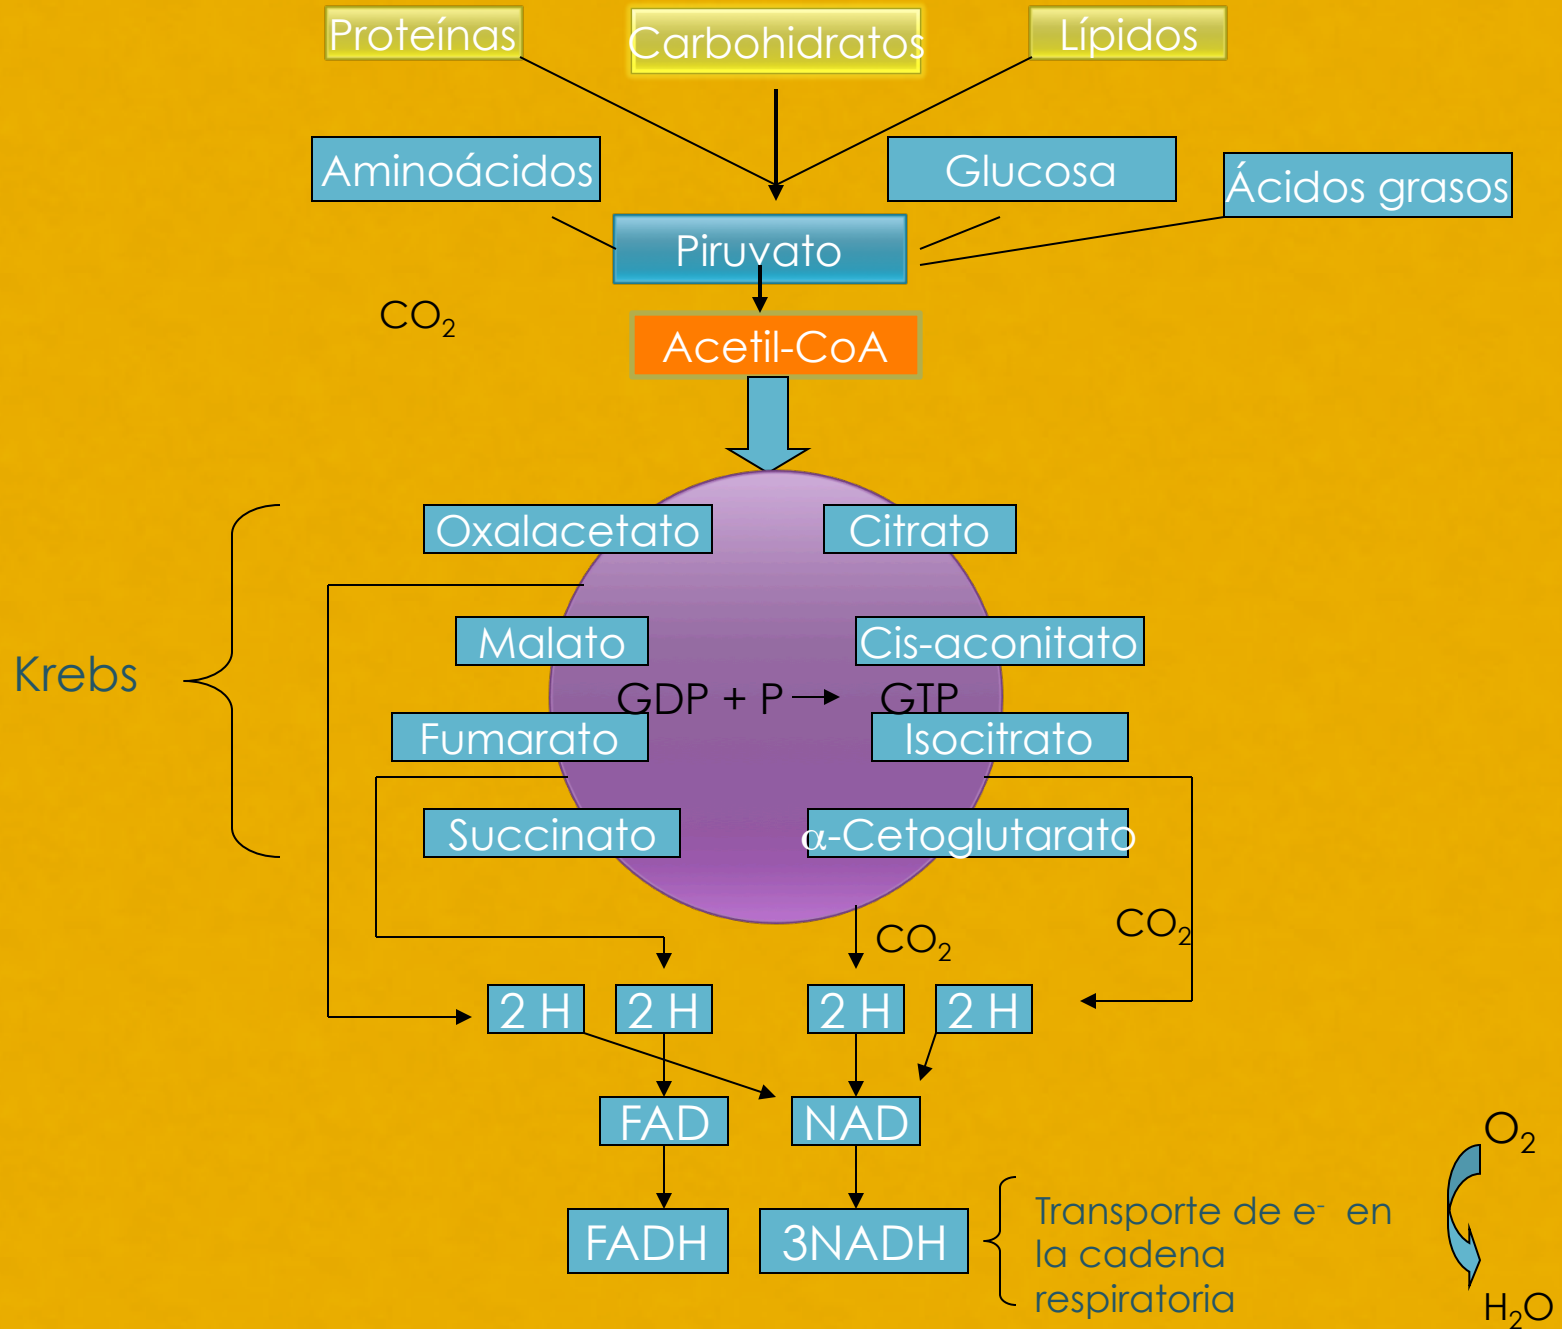 Proteínas
Carbohidratos
Lípidos
Aminoácidos
Glucosa
Ácidos grasos
Piruvato
CO₂
Acetil-CoA
Oxalacetato
Citrato
Malato
Cis-aconitato
Krebs
GDP + P
GTP
Fumarato
Isocitrato
Succinato
α-Cetoglutarato
CO₂
CO₂
2 H
2 H
2 H
2 H
FAD
NAD
O₂
FADH
3NADH
Transporte de e⁻ en
la cadena
respiratoria
H₂O